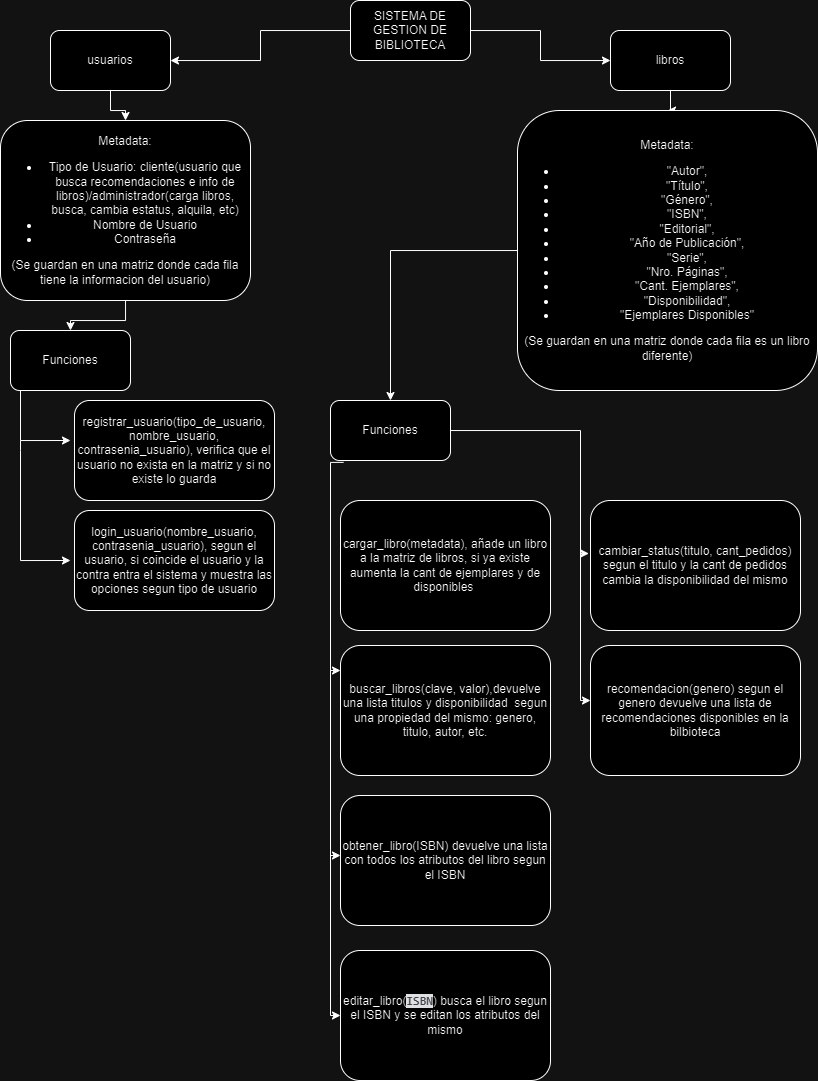 SISTEMA DE
GESTION DE
BIBLIOTECA
usuarios
libros
Metadata:
Tipo de Usuario: cliente(usuario que
busca recomendaciones e info de
libros)/administrador(carga libros,
busca, cambia estatus, alquila, etc)
Nombre de Usuario
Contraseña
(Se guardan en una matriz donde cada fila
tiene la informacion del usuario)
Metadata:
"Autor",
"Título",
"Género",
"ISBN",
"Editorial",
"Año de Publicación",
"Serie",
"Nro. Páginas",
"Cant. Ejemplares",
"Disponibilidad",
"Ejemplares Disponibles"
(Se guardan en una matriz donde cada fila es un libro
diferente)
Funciones
registrar_usuario(tipo_de_usuario,
nombre_usuario,
contrasenia_usuario), verifica que el
usuario no exista en la matriz y si no
existe lo guarda
login_usuario(nombre_usuario,
contrasenia_usuario), segun el
usuario, si coincide el usuario y la
contra entra el sistema y muestra las
opciones segun tipo de usuario
Funciones
cargar_libro(metadata), añade un libro
a la matriz de libros, si ya existe
aumenta la cant de ejemplares y de
disponibles
cambiar_status(titulo, cant_pedidos)
segun el titulo y la cant de pedidos
cambia la disponibilidad del mismo
buscar_libros(clave, valor),devuelve
una lista titulos y disponibilidad segun
una propiedad del mismo: genero,
titulo, autor, etc.
recomendacion(genero) segun el
genero devuelve una lista de
recomendaciones disponibles en la
bilbioteca
obtener_libro(ISBN) devuelve una lista
con todos los atributos del libro segun
el ISBN
editar_libro(ISBN) busca el libro segun
el ISBN y se editan los atributos del
mismo